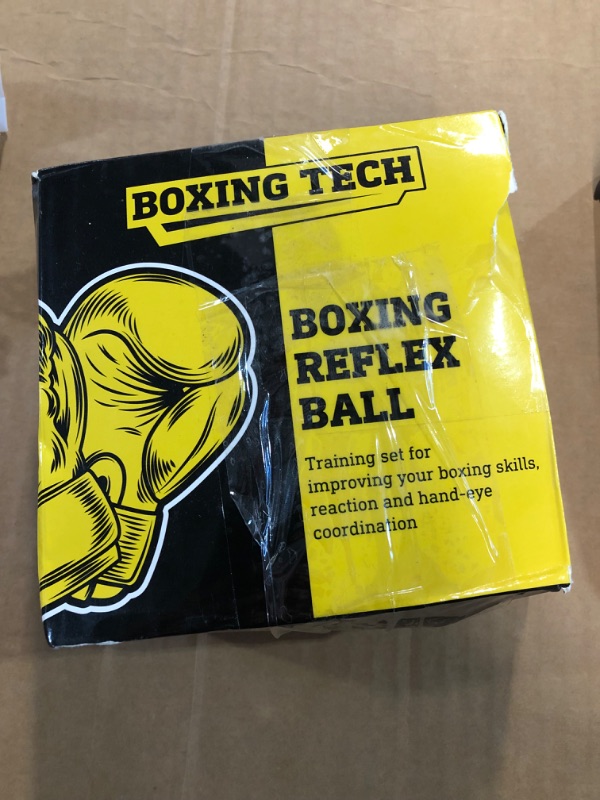 BOXING TECH
BOXING
REFLEX
BALL
Training set for
improving your boxing skills,
reaction and hand-eye
coordination